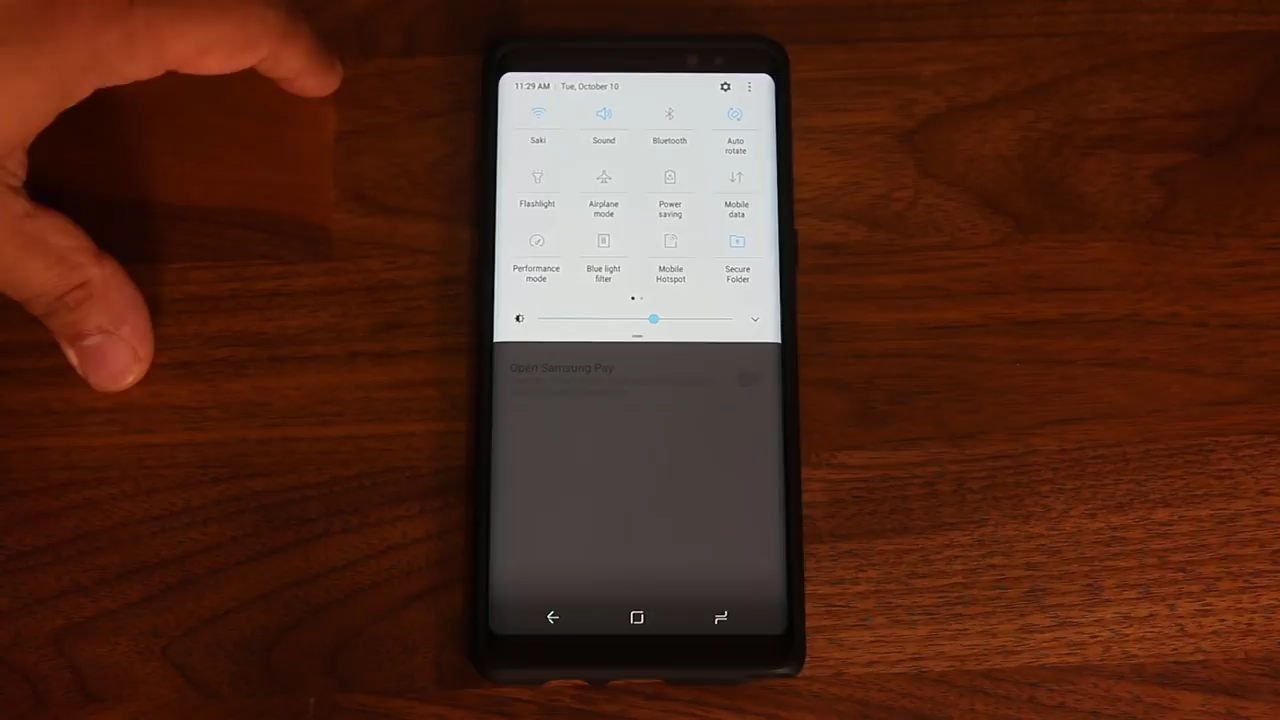 11:29 AM | Tue, October 10
Saki Sound Bluetooth Auto
rotate
Flashlight Airplane Power Mobile
mode saving data
Performance Blue light Mobile Secure
mode filter Hotspot Folder
Open Samsung Pay